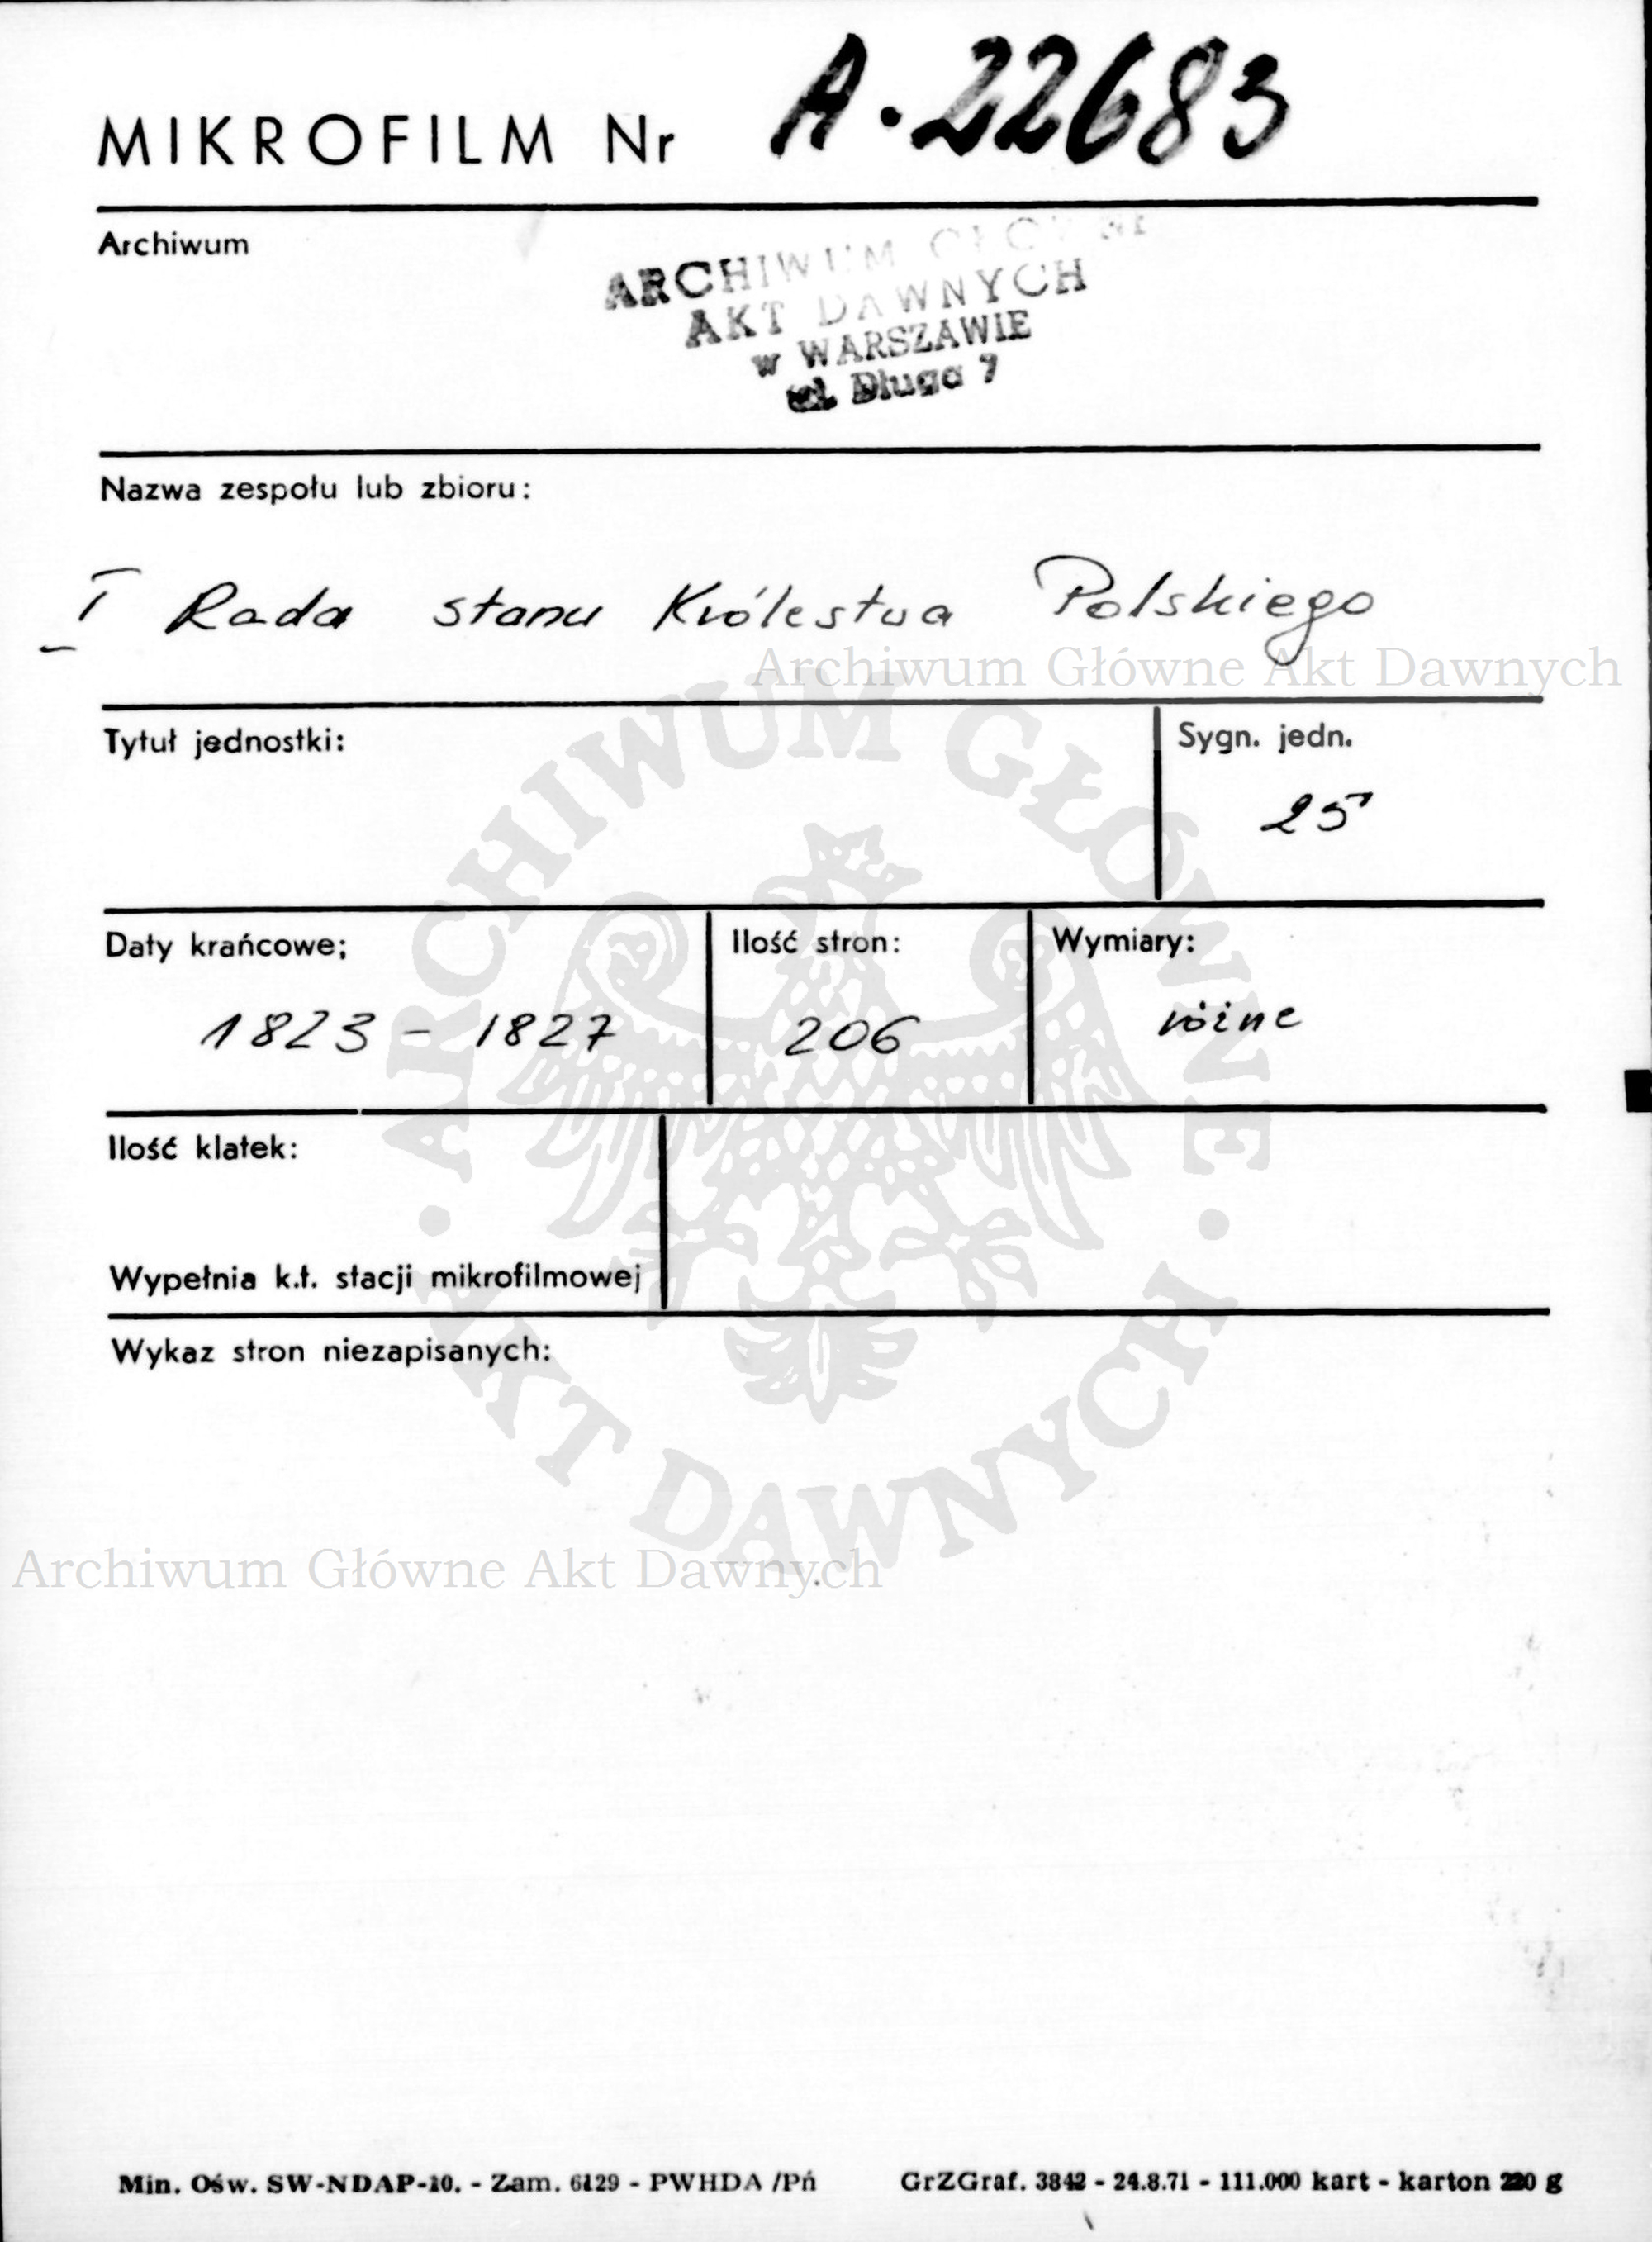 MIKROFILM Nr A·22683
Archiwum
ARCHIWUM GŁÓWNE
AKT DAWNYCH
w WARSZAWIE
ul. Długa 7
Nazwa zespołu lub zbioru:
I Rada stanu Królestwa Polskiego
Archiwum Główne Akt Dawnych
Tytuł jednostki:
Sygn. jedn.
25
Daty krańcowe;
1823 - 1827
Ilość stron:
206
Wymiary:
różne
Ilość klatek:
Wypełnia k.t. stacji mikrofilmowej
Wykaz stron niezapisanych:
ARCHIWUM GŁÓWNE · AKT DAWNYCH ·
Archiwum Główne Akt Dawnych
Min. Ośw. SW-NDAP-10. - Zam. 6129 - PWHDA /Pń GrZGraf. 3842 - 24.8.71 - 111.000 kart - karton 220 g